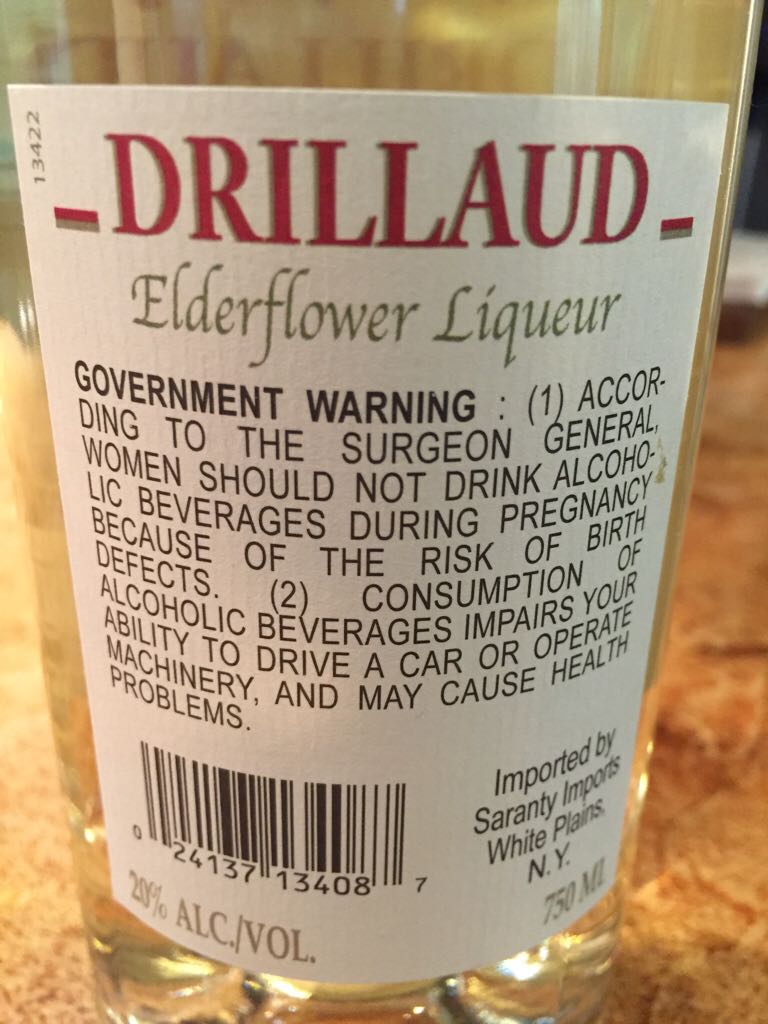 13422
DRILLAUD
Elderflower Liqueur
GOVERNMENT WARNING : (1) ACCOR-
DING TO THE SURGEON GENERAL,
WOMEN SHOULD NOT DRINK ALCOHO-
LIC BEVERAGES DURING PREGNANCY
BECAUSE OF THE RISK OF BIRTH
DEFECTS. (2) CONSUMPTION OF
ALCOHOLIC BEVERAGES IMPAIRS YOUR
ABILITY TO DRIVE A CAR OR OPERATE
MACHINERY, AND MAY CAUSE HEALTH
PROBLEMS.
Imported by
Saranty Imports
White Plains,
N.Y.
0 24137 13408 7
20% ALC./VOL.
750 ML